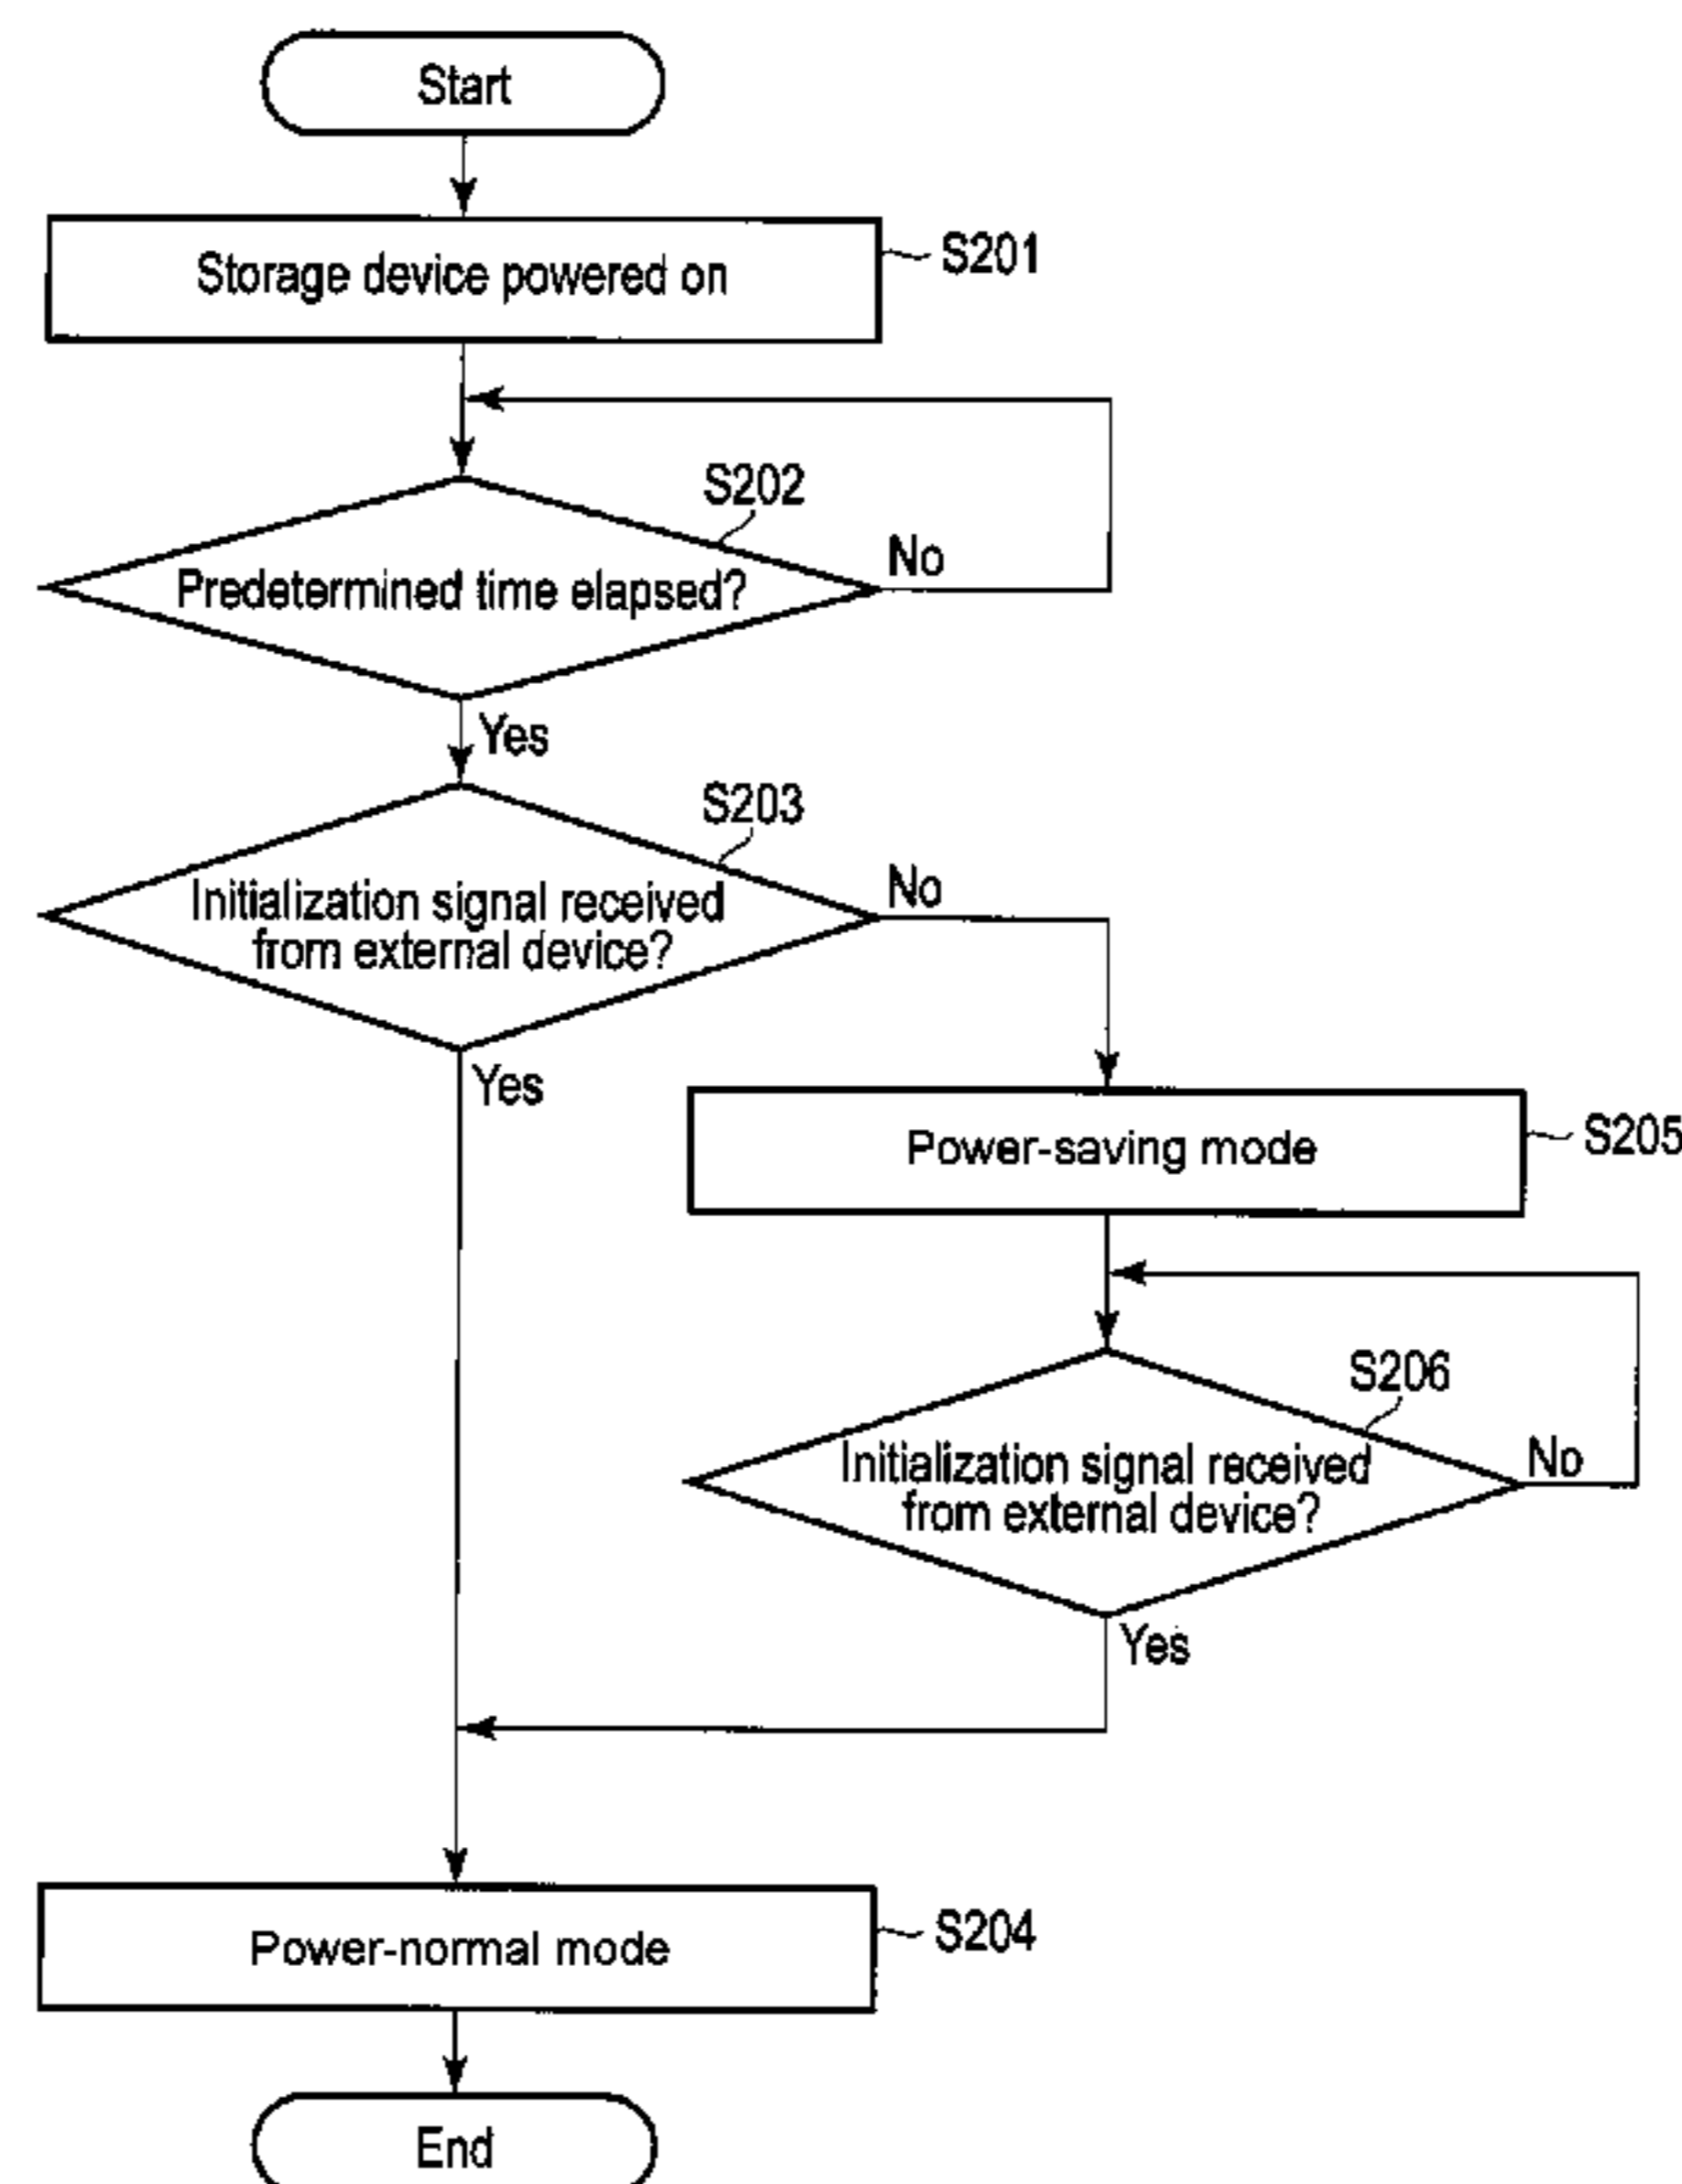 Start
Storage device powered on
S201
S202
Predetermined time elapsed?
No
Yes
S203
Initialization signal received
from external device?
No
Yes
Power-saving mode
S205
S206
Initialization signal received
from external device?
No
Yes
Power-normal mode
S204
End